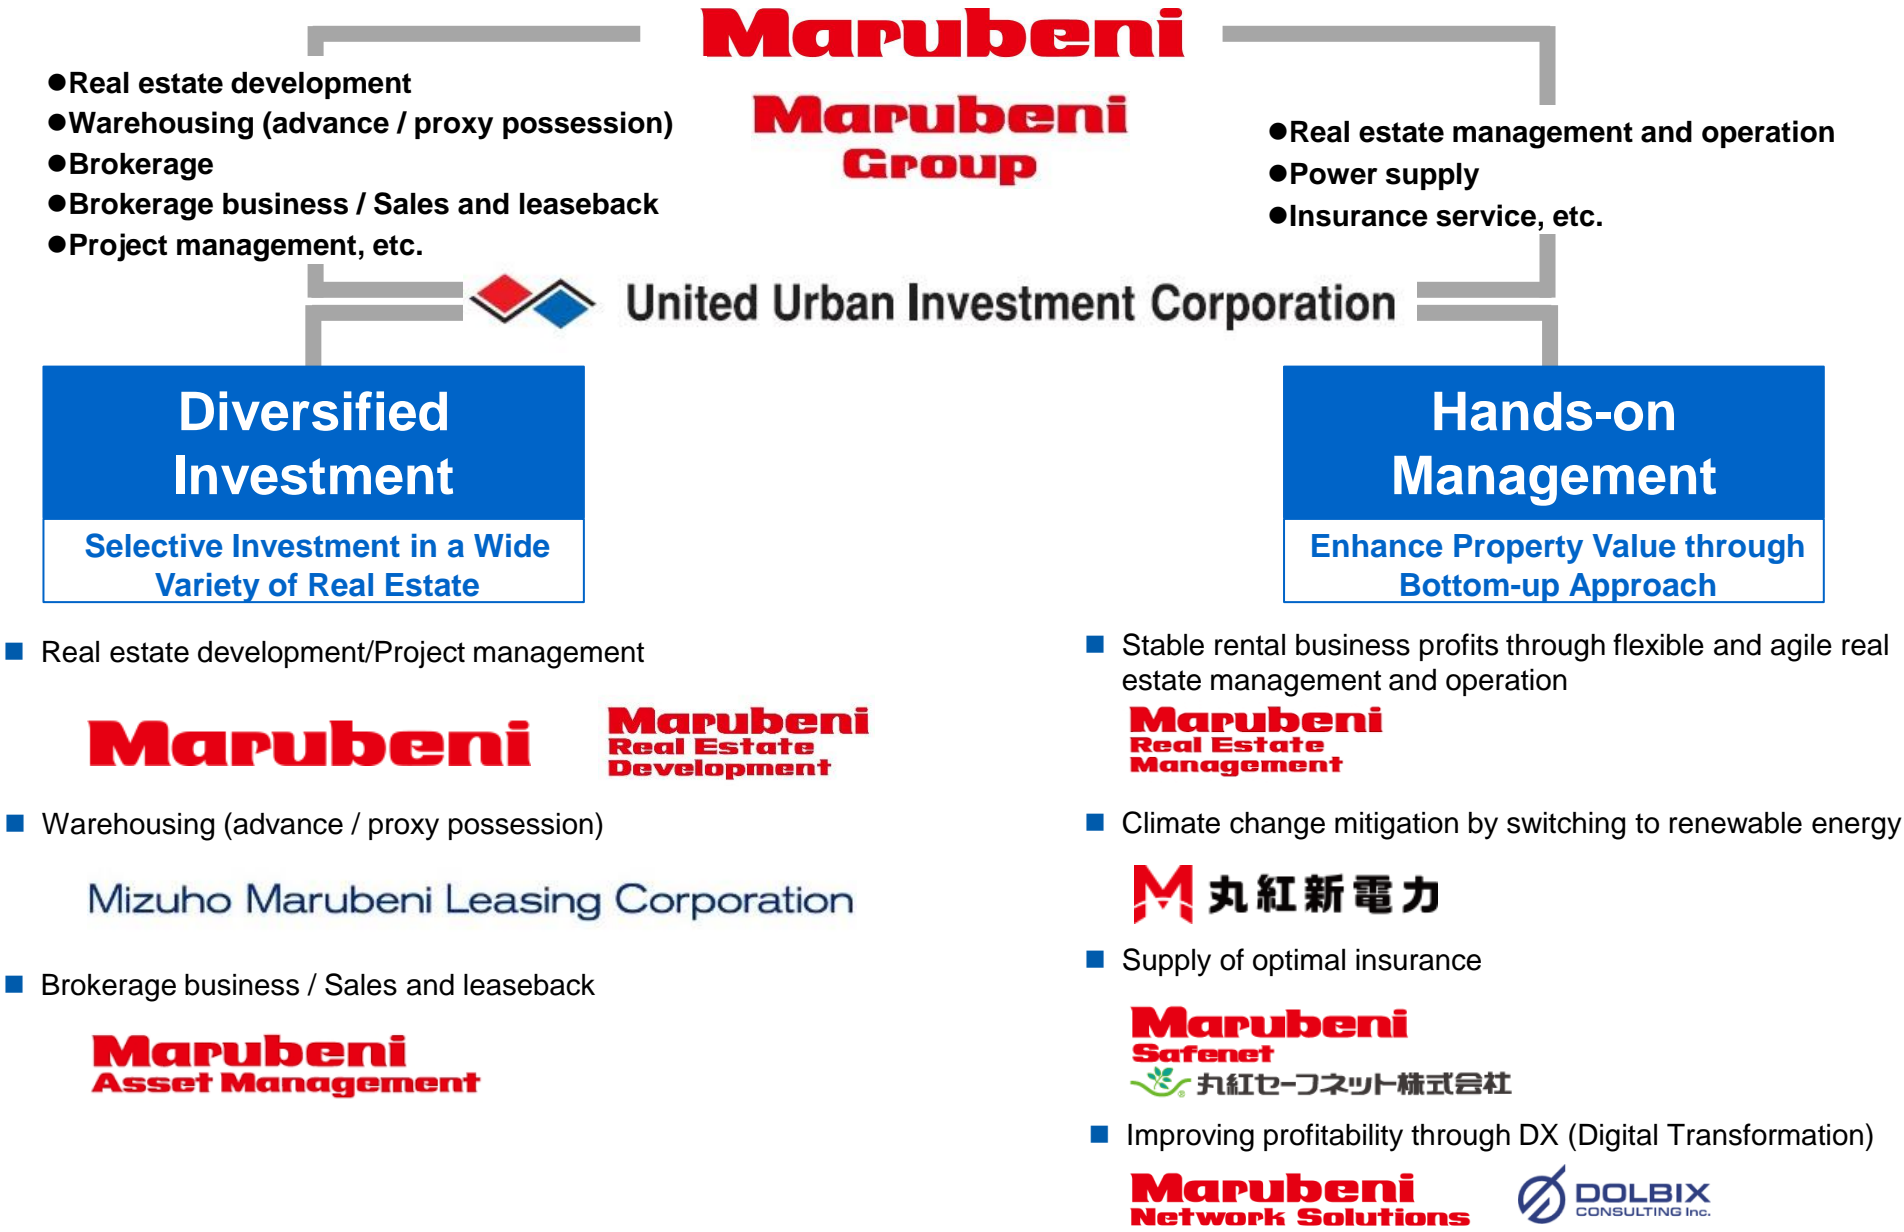 Marubeni
Marubeni
Group
●Real estate development
●Warehousing (advance / proxy possession)
●Brokerage
●Brokerage business / Sales and leaseback
●Project management, etc.
●Real estate management and operation
●Power supply
●Insurance service, etc.
United Urban Investment Corporation
Diversified
Investment
Selective Investment in a Wide
Variety of Real Estate
■ Real estate development/Project management
Marubeni
Marubeni
Real Estate
Development
■ Warehousing (advance / proxy possession)
Mizuho Marubeni Leasing Corporation
■ Brokerage business / Sales and leaseback
Marubeni
Asset Management
Hands-on
Management
Enhance Property Value through
Bottom-up Approach
■ Stable rental business profits through flexible and agile real
estate management and operation
Marubeni
Real Estate
Management
■ Climate change mitigation by switching to renewable energy
丸紅新電力
■ Supply of optimal insurance
Marubeni
Safenet
丸紅セーフネット株式会社
■ Improving profitability through DX (Digital Transformation)
Marubeni
Network Solutions
DOLBIX
CONSULTING Inc.